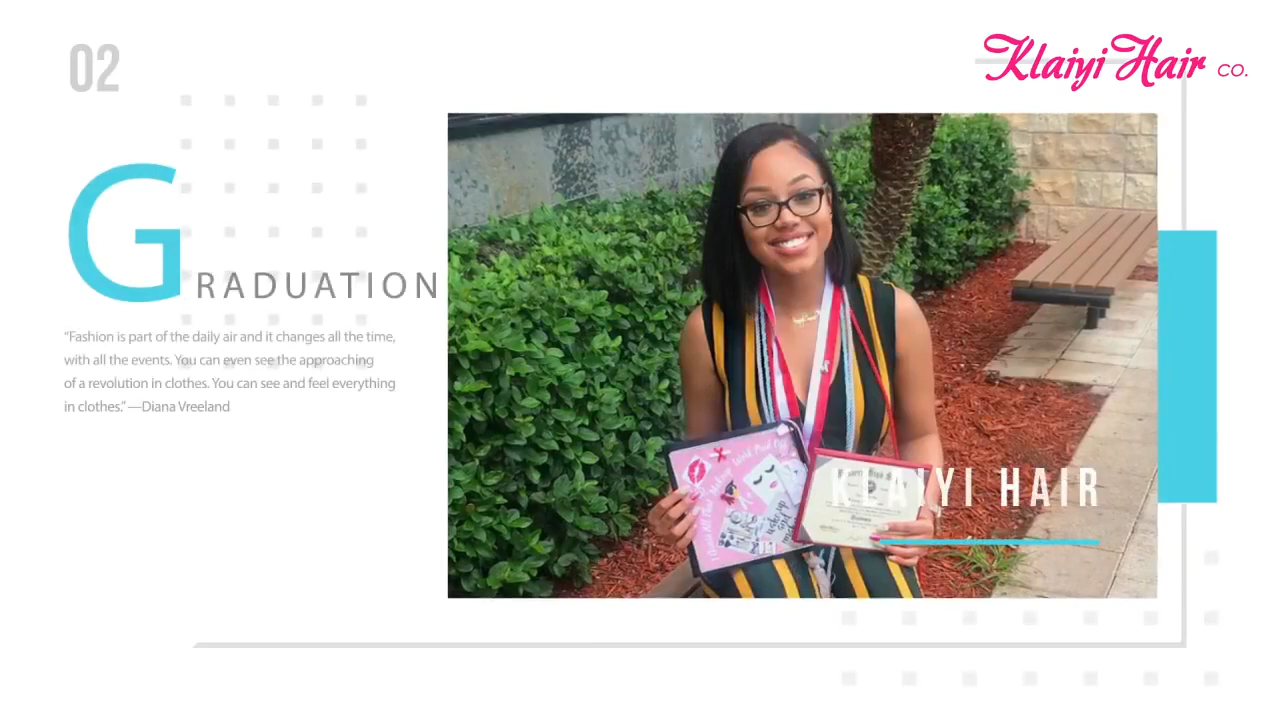 02
Klaiyi Hair CO.
GRADUATION
“Fashion is part of the daily air and it changes all the time,
with all the events. You can even see the approaching
of a revolution in clothes. You can see and feel everything
in clothes.” —Diana Vreeland
KLAIYI HAIR